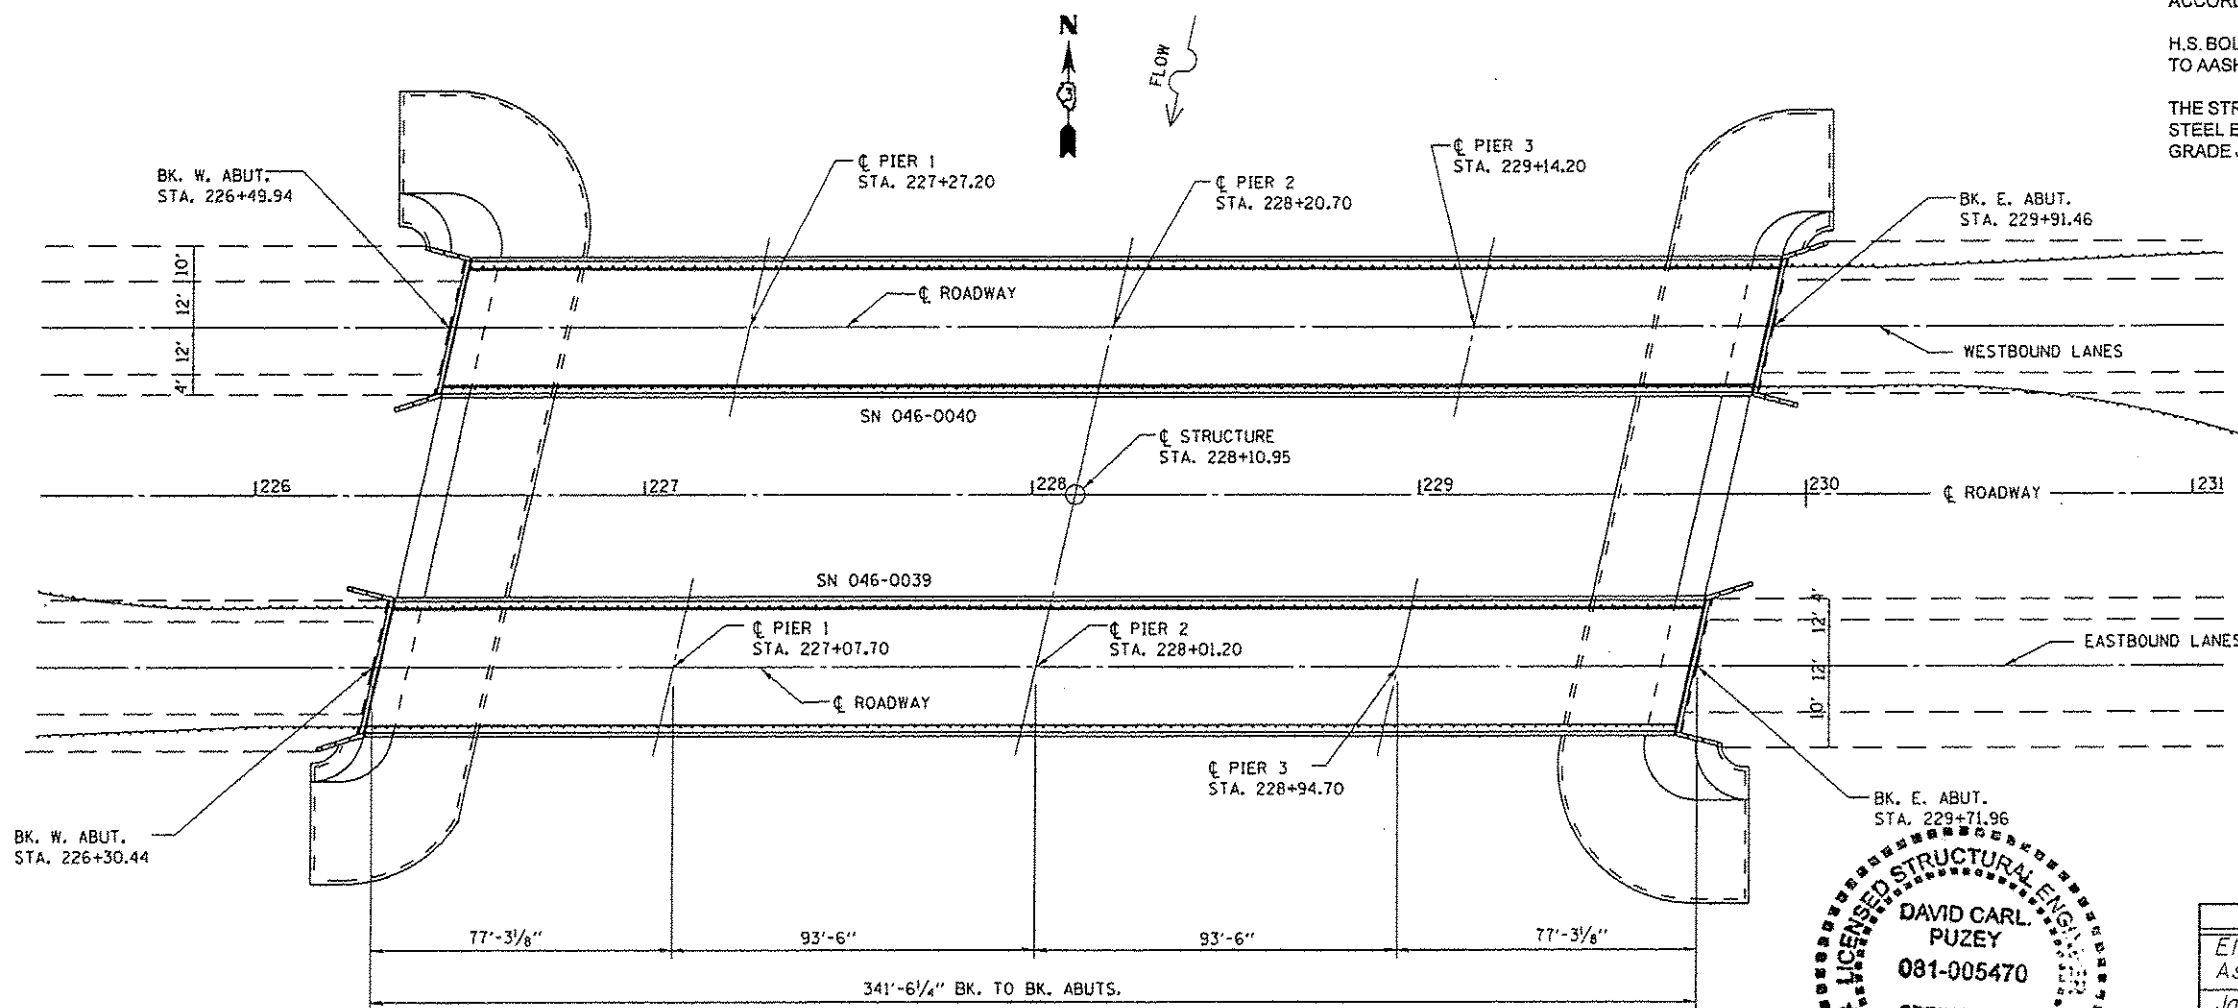 ACCORD
H.S. BOL
TO AASH
THE STR
STEEL E
GRADE
N
FLOW
BK. W. ABUT.
STA. 226+49.94
℄ PIER 1
STA. 227+27.20
℄ PIER 2
STA. 228+20.70
℄ PIER 3
STA. 229+14.20
BK. E. ABUT.
STA. 229+91.46
10'
12'
12'
4'
℄ ROADWAY
WESTBOUND LANES
SN 046-0040
℄ STRUCTURE
STA. 228+10.95
226
227
228
229
230
℄ ROADWAY
231
SN 046-0039
℄ PIER 1
STA. 227+07.70
℄ PIER 2
STA. 228+01.20
4'
12'
12'
10'
EASTBOUND LANES
℄ ROADWAY
℄ PIER 3
STA. 228+94.70
BK. W. ABUT.
STA. 226+30.44
BK. E. ABUT.
STA. 229+71.96
77'-3⅛"
93'-6"
93'-6"
77'-3⅛"
341'-6¼" BK. TO BK. ABUTS.
LICENSED STRUCTURAL
DAVID CARL.
PUZEY
081-005470